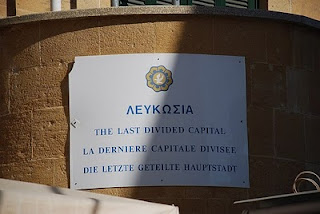 ΛΕΥΚΩΣΙΑ
THE LAST DIVIDED CAPITAL
LA DERNIERE CAPITALE DIVISEE
DIE LETZTE GETEILTE HAUPTSTADT